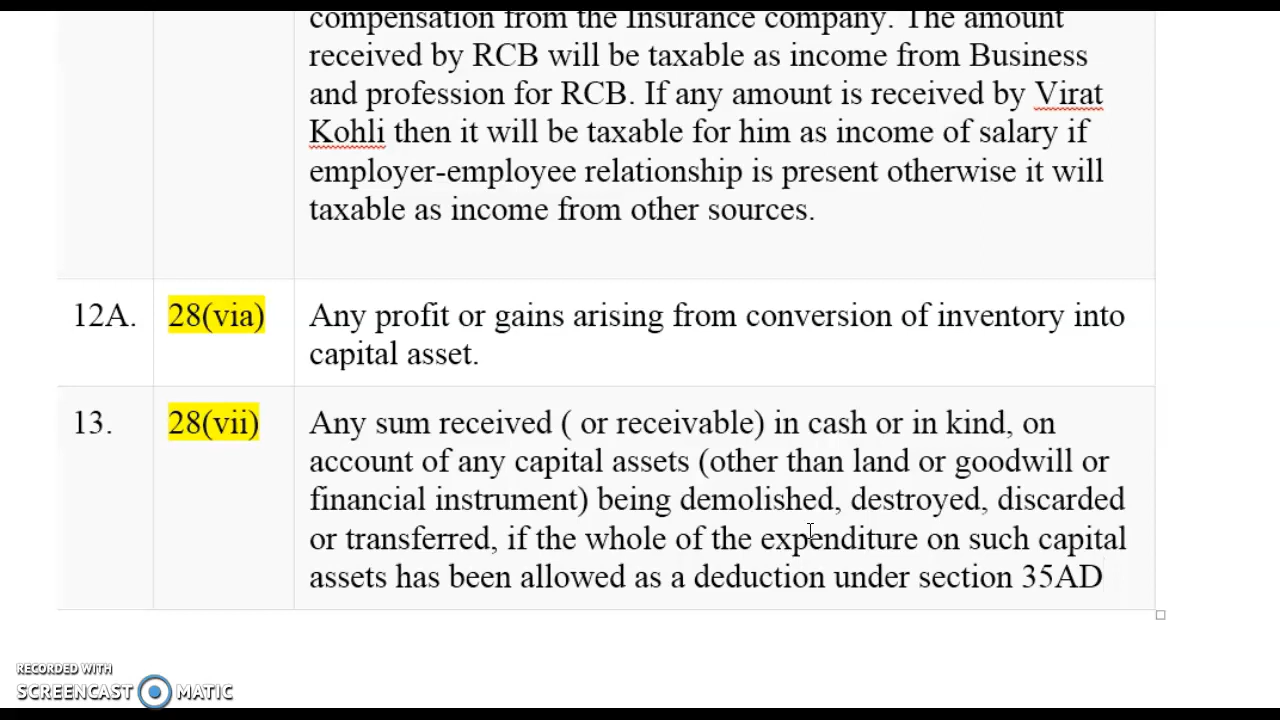 compensation from the Insurance company. The amount
received by RCB will be taxable as income from Business
and profession for RCB. If any amount is received by Virat
Kohli then it will be taxable for him as income of salary if
employer-employee relationship is present otherwise it will
taxable as income from other sources.
12A. 28(via) Any profit or gains arising from conversion of inventory into
capital asset.
13. 28(vii) Any sum received ( or receivable) in cash or in kind, on
account of any capital assets (other than land or goodwill or
financial instrument) being demolished, destroyed, discarded
or transferred, if the whole of the expenditure on such capital
assets has been allowed as a deduction under section 35AD
RECORDED WITH
SCREENCAST MATIC